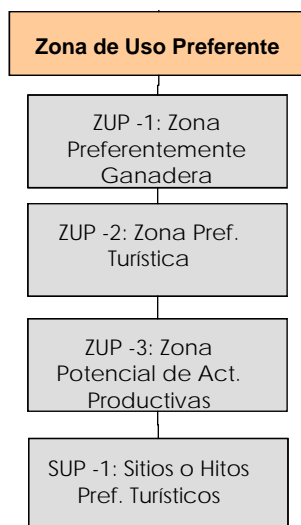 Zona de Uso Preferente
ZUP -1: Zona
Preferentemente
Ganadera
ZUP -2: Zona Pref.
Turística
ZUP -3: Zona
Potencial de Act.
Productivas
SUP -1: Sitios o Hitos
Pref. Turísticos